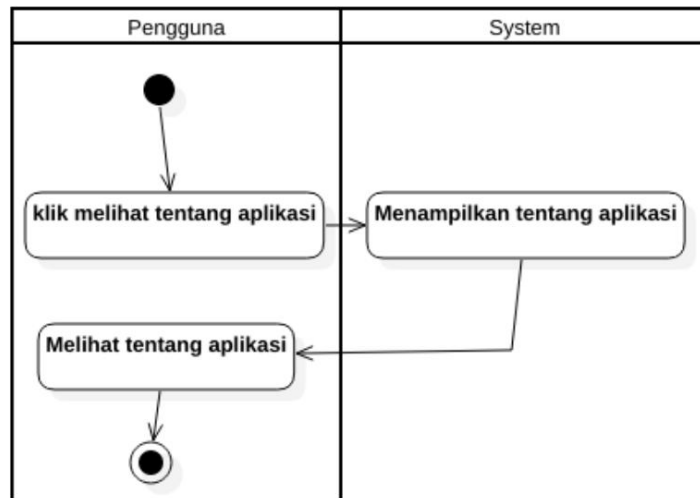 Pengguna
System
klik melihat tentang aplikasi
Menampilkan tentang aplikasi
Melihat tentang aplikasi